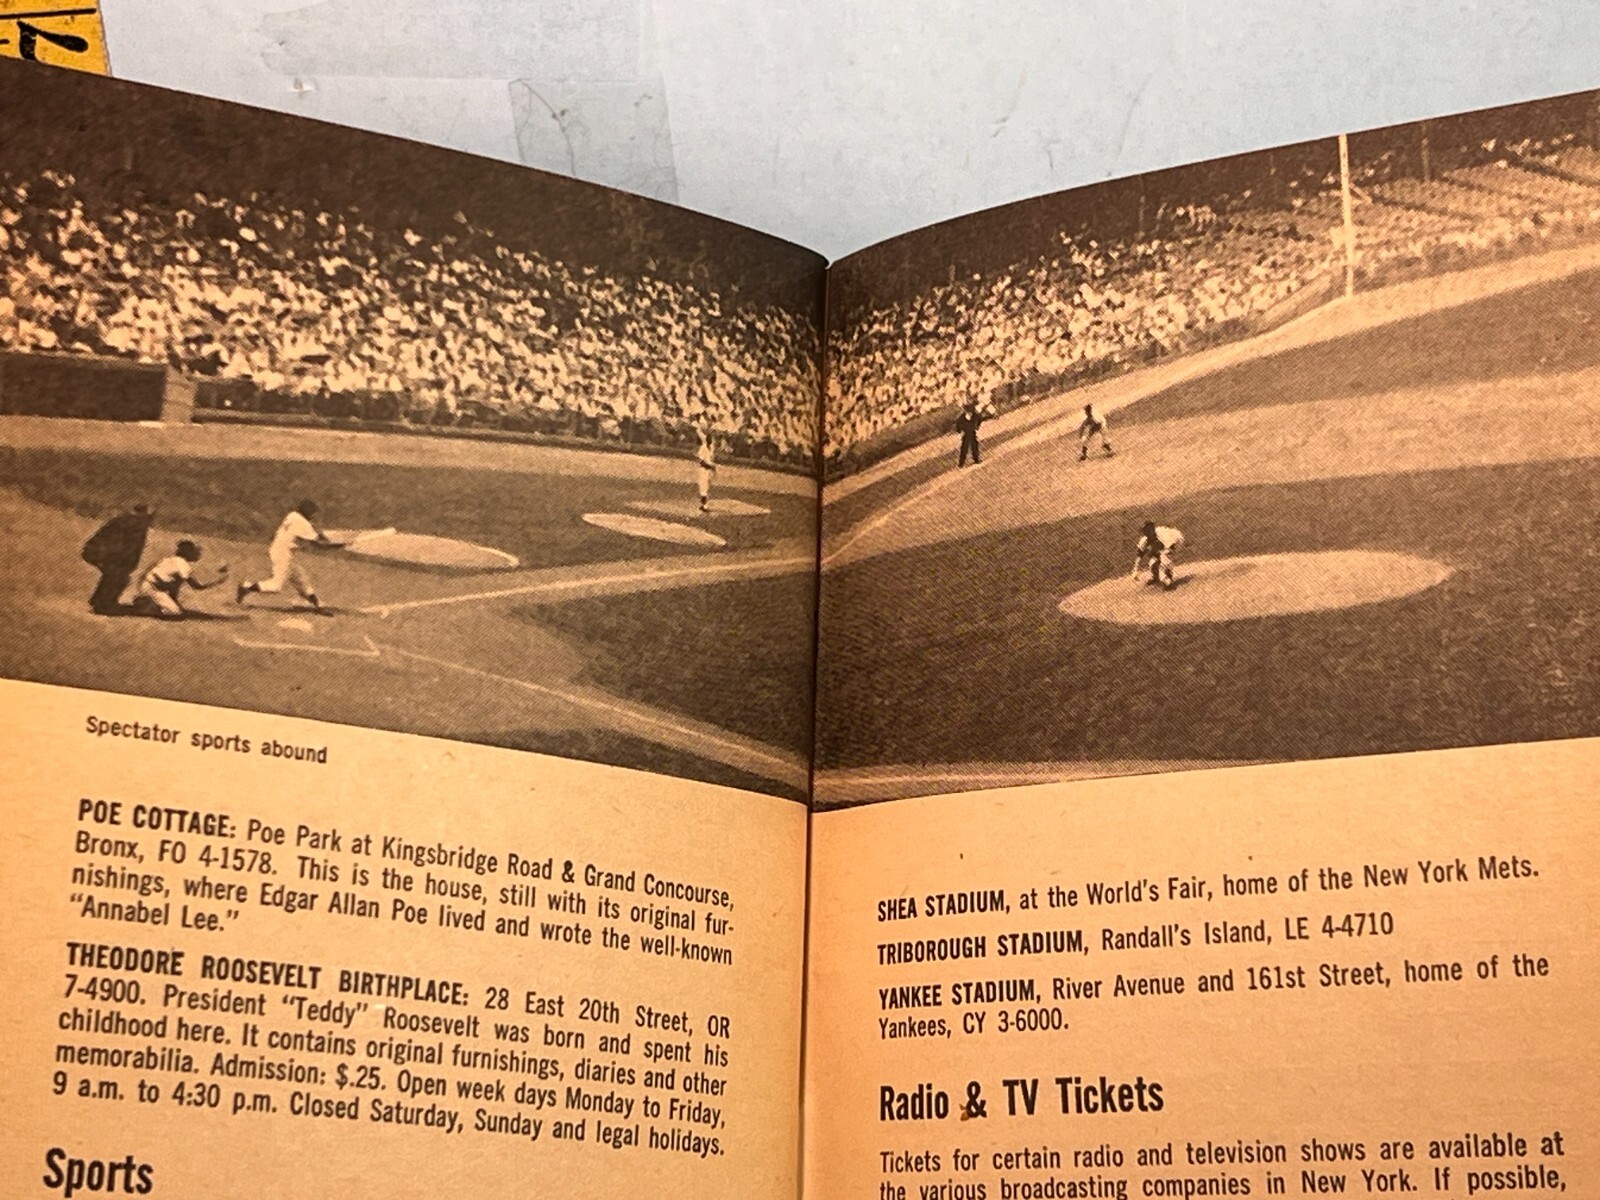 Spectator sports abound
POE COTTAGE: Poe Park at Kingsbridge Road & Grand Concourse,
Bronx, FO 4-1578. This is the house, still with its original fur-
nishings, where Edgar Allan Poe lived and wrote the well-known
“Annabel Lee.”
THEODORE ROOSEVELT BIRTHPLACE: 28 East 20th Street, OR
7-4900. President “Teddy” Roosevelt was born and spent his
childhood here. It contains original furnishings, diaries and other
memorabilia. Admission: $.25. Open week days Monday to Friday,
9 a.m. to 4:30 p.m. Closed Saturday, Sunday and legal holidays.
Sports
SHEA STADIUM, at the World's Fair, home of the New York Mets.
TRIBOROUGH STADIUM, Randall's Island, LE 4-4710
YANKEE STADIUM, River Avenue and 161st Street, home of the
Yankees, CY 3-6000.
Radio & TV Tickets
Tickets for certain radio and television shows are available at
the various broadcasting companies in New York. If possible,